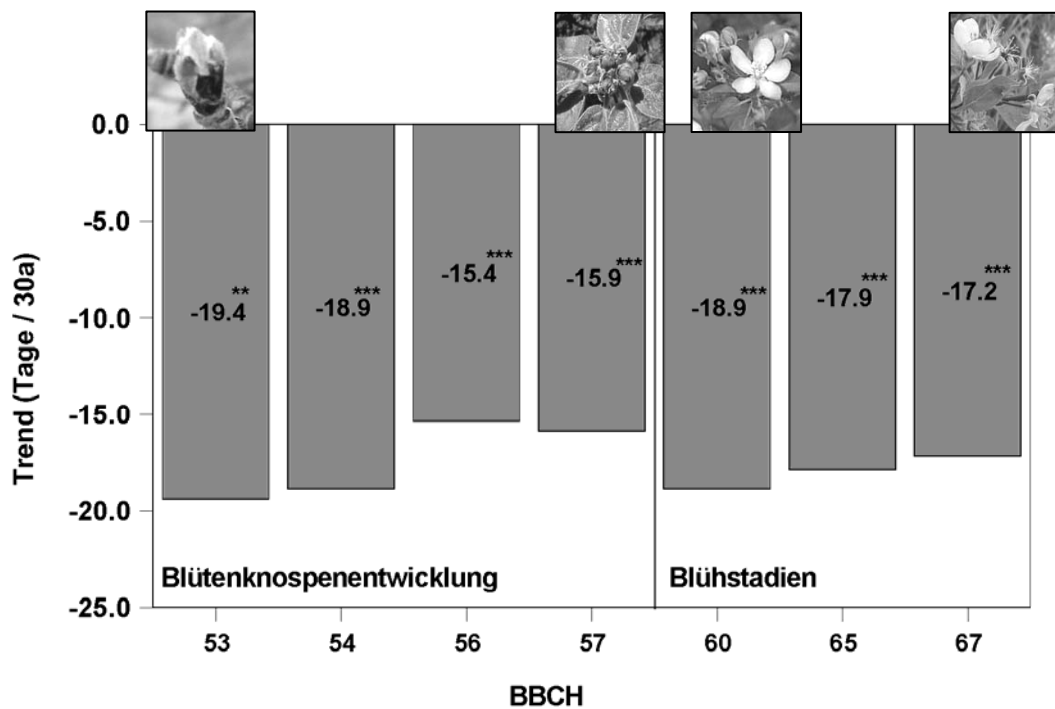 0.0
-5.0
-10.0
-15.0
-20.0
-25.0
Trend (Tage / 30a)
-19.4**
-18.9***
-15.4***
-15.9***
-18.9***
-17.9***
-17.2***
Blütenknospenentwicklung
Blühstadien
53 54 56 57 60 65 67
BBCH